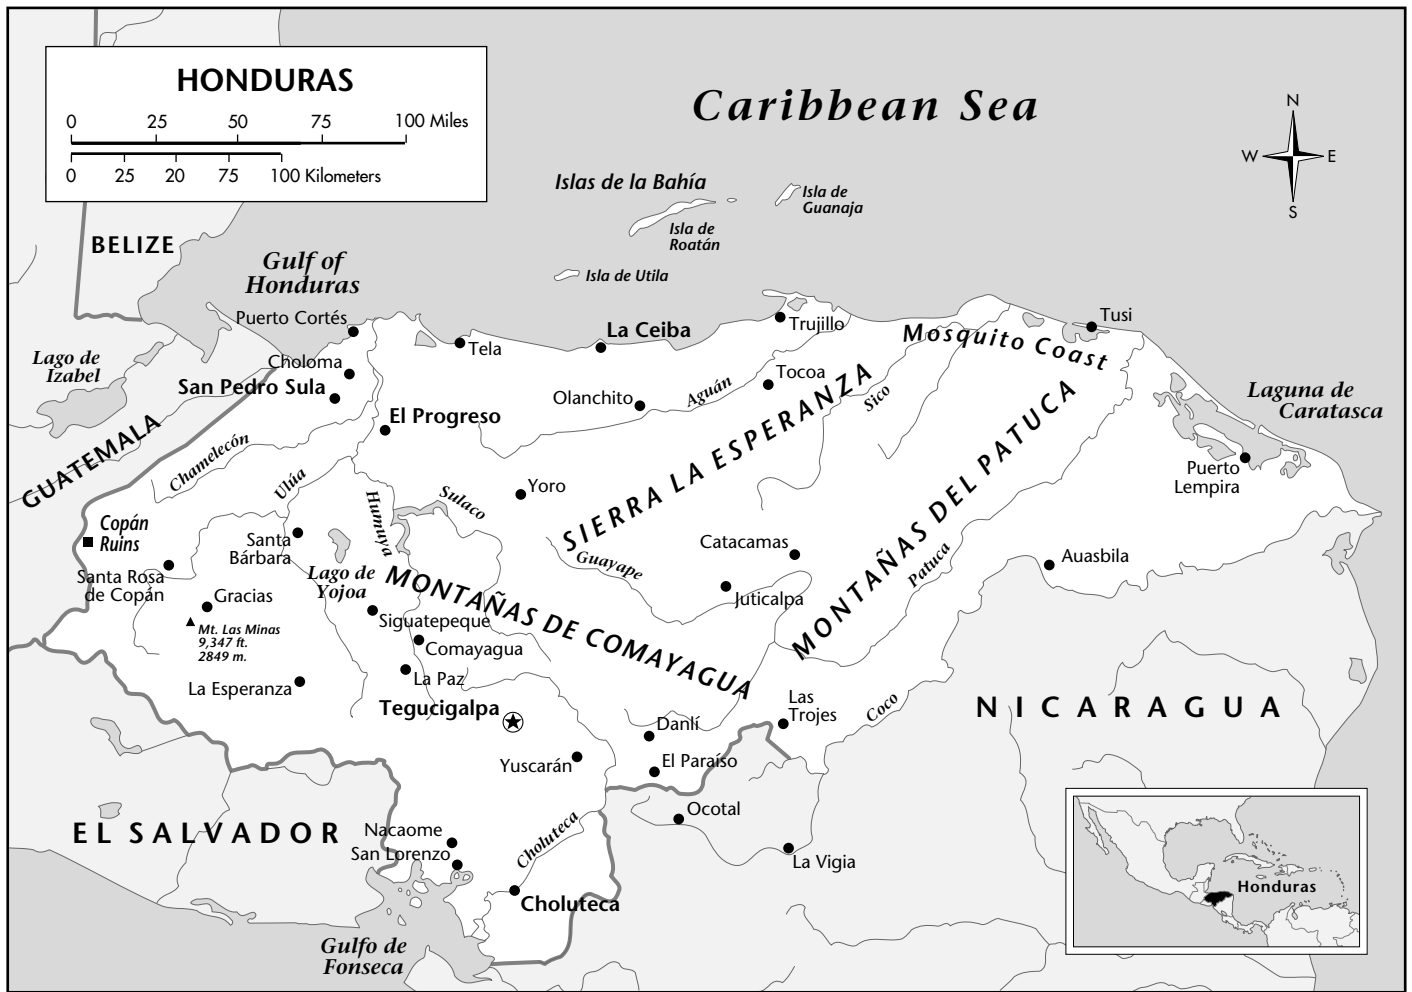 HONDURAS
0 25 50 75 100 Miles
0 25 20 75 100 Kilometers
Caribbean Sea
N
W E
S
Islas de la Bahía
Isla de
Guanaja
Isla de
Roatán
Isla de Utila
BELIZE
Gulf of
Honduras
Puerto Cortés
La Ceiba
Trujillo
Tusi
Tela
Mosquito Coast
Lago de
Izabel
Choloma
San Pedro Sula
Tocoa
Olanchito
Aguán
Sico
Laguna de
Caratasca
El Progreso
GUATEMALA
Chamelecón
Ulúa
Humuya
Sulaco
Yoro
SIERRA LA ESPERANZA
MONTAÑAS DEL PATUCA
Puerto
Lempira
Copán
Ruins
Santa
Bárbara
Lago de
Yojoa
Guayape
Catacamas
Patuca
Auasbila
Santa Rosa
de Copán
Gracias
MONTAÑAS DE COMAYAGUA
Juticalpa
Mt. Las Minas
9,347 ft.
2849 m.
Siguatepeque
Comayagua
La Paz
La Esperanza
Tegucigalpa
Las
Trojes
Coco
NICARAGUA
Danlí
El Paraíso
Yuscarán
Ocotal
EL SALVADOR
Nacaome
San Lorenzo
Choluteca
La Vigia
Choluteca
Gulfo de
Fonseca
Honduras